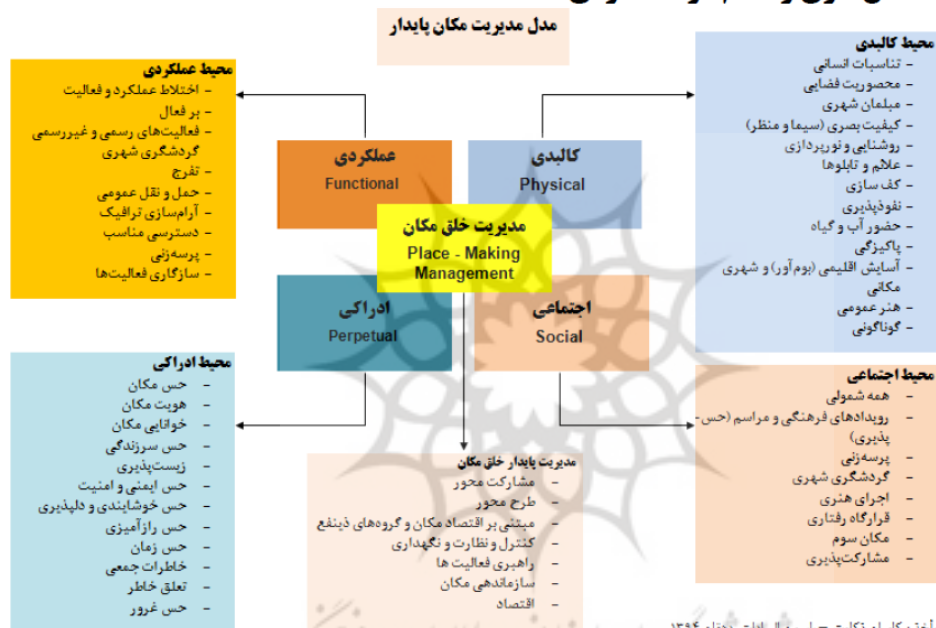 مدل مدیریت مکان پایدار
محیط کالبدی
- تناسبات انسانی
- محصوریت فضایی
- مبلمان شهری
- کیفیت بصری (سیما و منظر)
- روشنایی و نورپردازی
- علائم و تابلوها
- کف سازی
- نفوذپذیری
- حضور آب و گیاه
- پاکیزگی
- آسایش اقلیمی (بوم‌آور) و شهری
مکانی
- هنر عمومی
- گوناگونی
محیط عملکردی
- اختلاط عملکرد و فعالیت
- بر فعال
- فعالیت‌های رسمی و غیررسمی
گردشگری شهری
- تفرج
- حمل و نقل عمومی
- آرام‌سازی ترافیک
- دسترسی مناسب
- پرسه‌زنی
- سازگاری فعالیت‌ها
کالبدی
Physical
عملکردی
Functional
مدیریت خلق مکان
Place - Making
Management
اجتماعی
Social
ادراکی
Perpetual
محیط اجتماعی
- همه شمولی
- رویدادهای فرهنگی و مراسم (حس-
پذیری)
- پرسه‌زنی
- گردشگری شهری
- اجرای هنری
- قرارگاه رفتاری
- مکان سوم
- مشارکت‌پذیری
محیط ادراکی
- حس مکان
- هویت مکان
- خوانایی مکان
- حس سرزندگی
- زیست‌پذیری
- حس ایمنی و امنیت
- حس خوشایندی و دلپذیری
- حس رازآمیزی
- حس زمان
- خاطرات جمعی
- تعلق خاطر
- حس غرور
مدیریت پایدار خلق مکان
- مشارکت محور
- طرح محور
- مبتنی بر اقتصاد مکان و گروه‌های ذینفع
- کنترل و نظارت و نگهداری
- راهبری فعالیت ها
- سازماندهی مکان
- اقتصاد